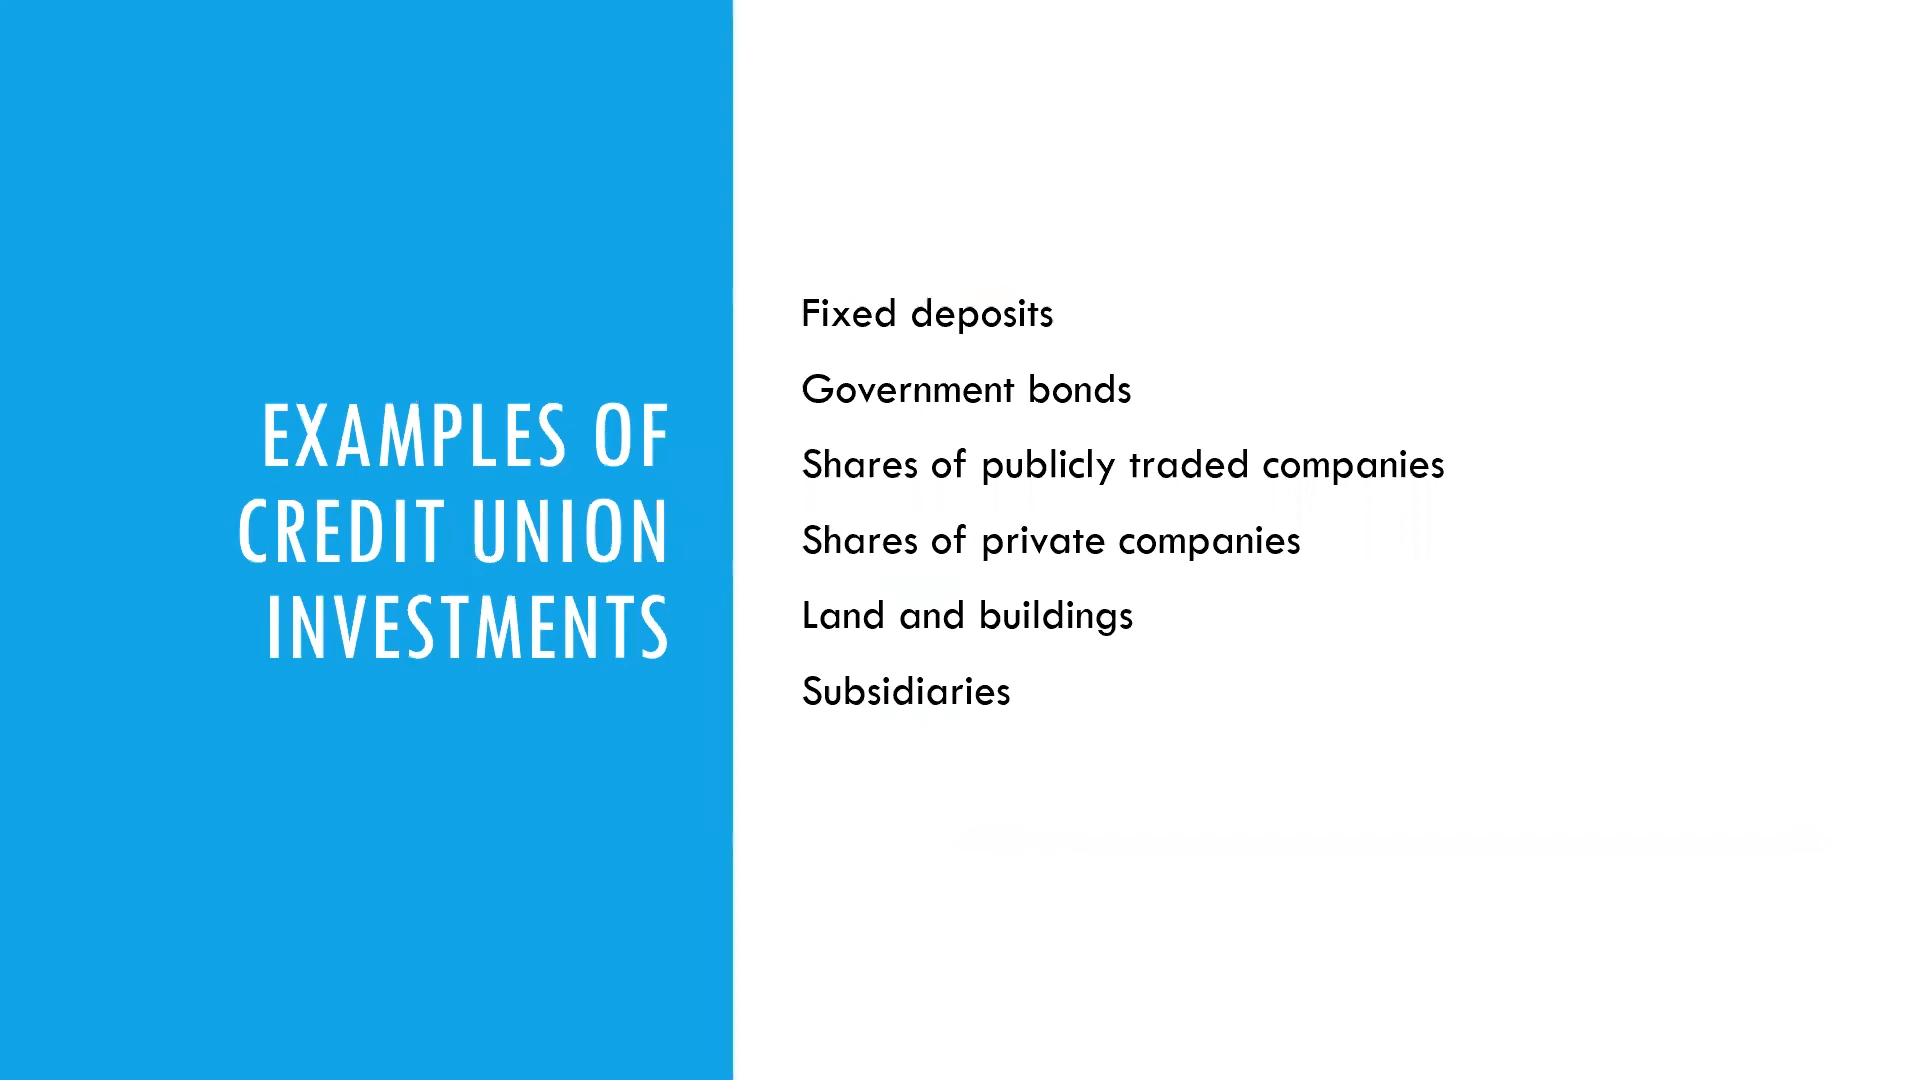 EXAMPLES OF
CREDIT UNION
INVESTMENTS
Fixed deposits
Government bonds
Shares of publicly traded companies
Shares of private companies
Land and buildings
Subsidiaries